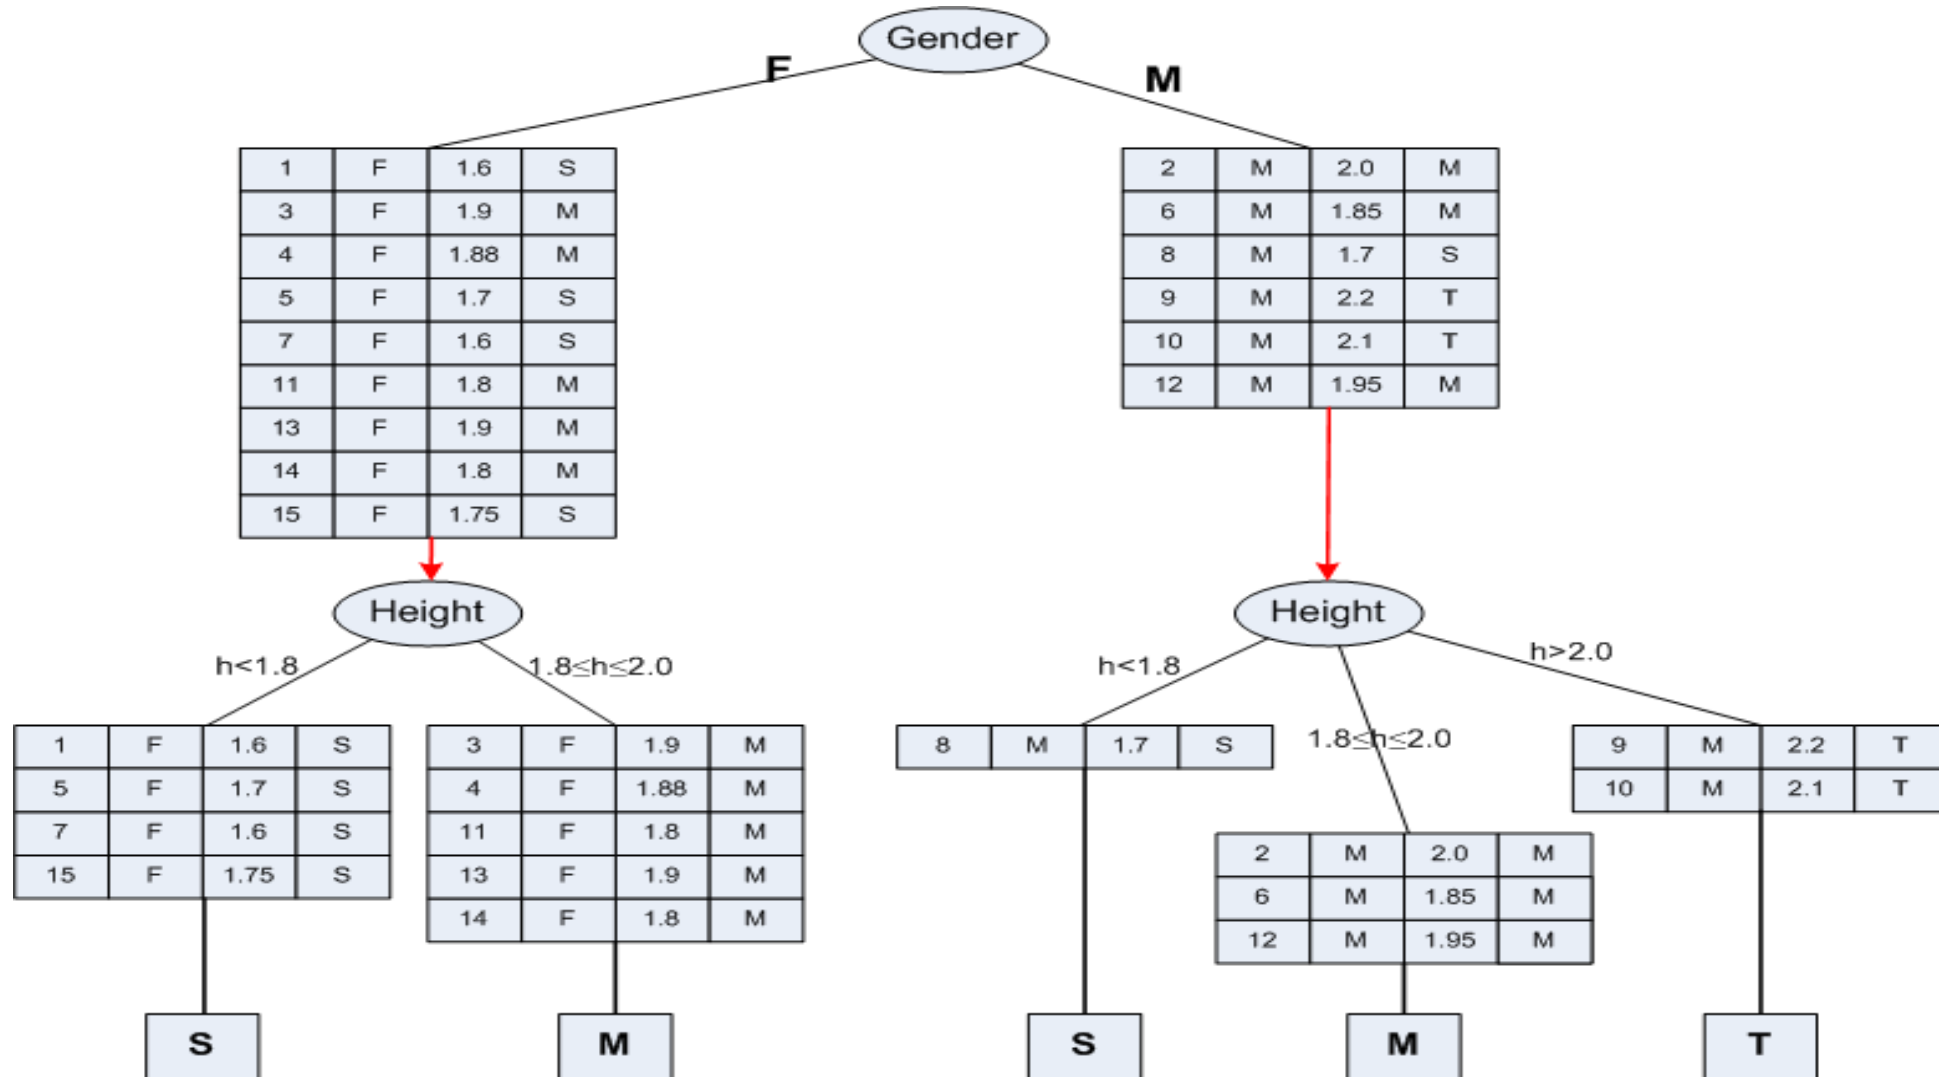 Gender
F
M
1 F 1.6 S
3 F 1.9 M
4 F 1.88 M
5 F 1.7 S
7 F 1.6 S
11 F 1.8 M
13 F 1.9 M
14 F 1.8 M
15 F 1.75 S
2 M 2.0 M
6 M 1.85 M
8 M 1.7 S
9 M 2.2 T
10 M 2.1 T
12 M 1.95 M
Height
h<1.8
1.8≤h≤2.0
1 F 1.6 S
5 F 1.7 S
7 F 1.6 S
15 F 1.75 S
3 F 1.9 M
4 F 1.88 M
11 F 1.8 M
13 F 1.9 M
14 F 1.8 M
S
M
Height
h<1.8
1.8≤h≤2.0
h>2.0
8 M 1.7 S
2 M 2.0 M
6 M 1.85 M
12 M 1.95 M
9 M 2.2 T
10 M 2.1 T
S
M
T